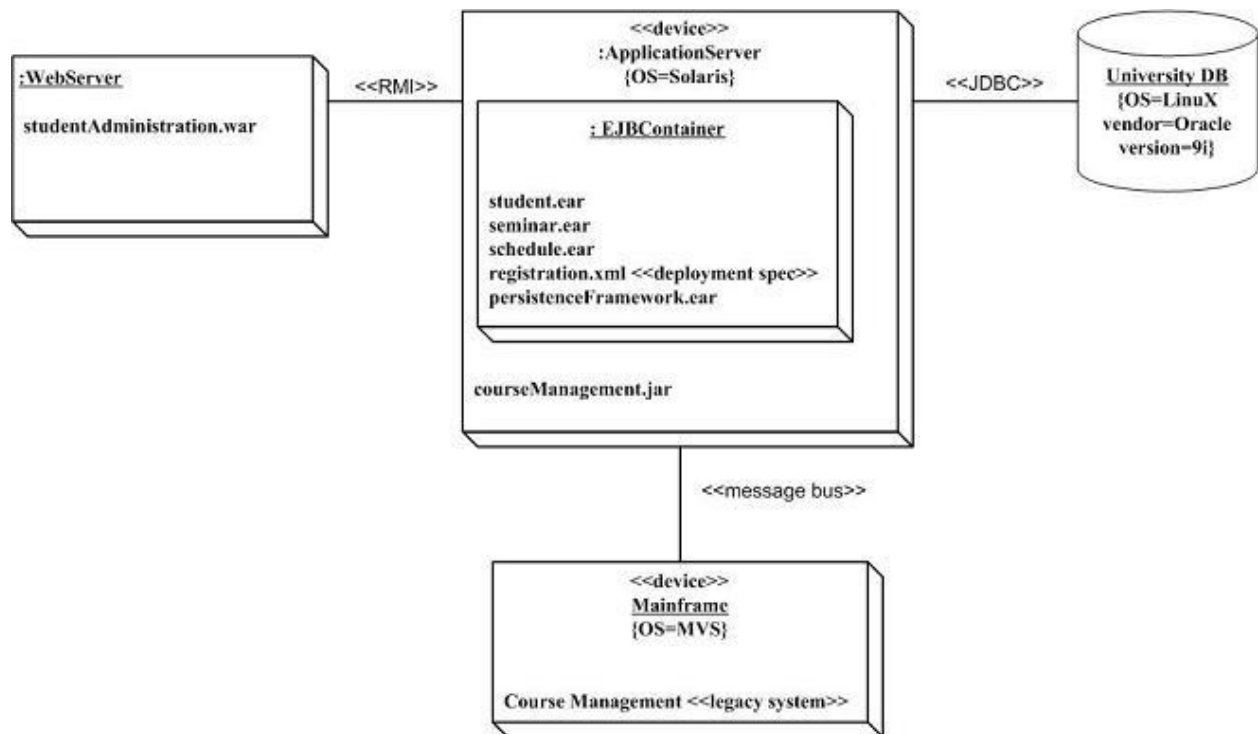 :WebServer
studentAdministration.war
<<RMI>>
<<device>>
:ApplicationServer
{OS=Solaris}
: EJBContainer
student.ear
seminar.ear
schedule.ear
registration.xml <<deployment spec>>
persistenceFramework.ear
courseManagement.jar
<<JDBC>>
University DB
{OS=LinuX
vendor=Oracle
version=9i}
<<message bus>>
<<device>>
Mainframe
{OS=MVS}
Course Management <<legacy system>>